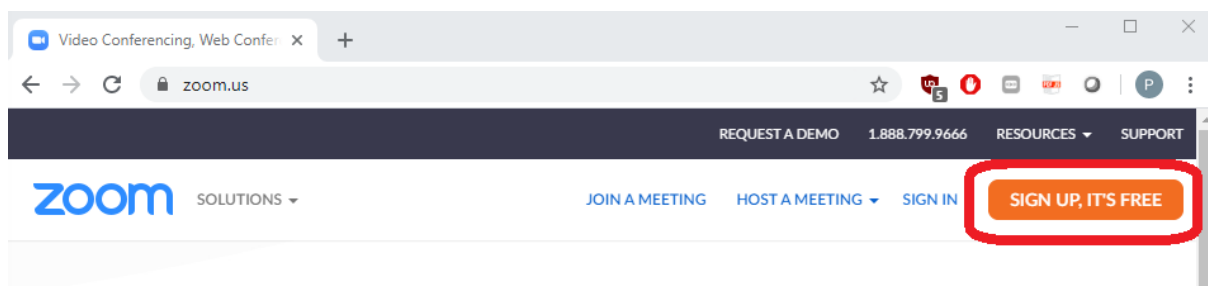 Video Conferencing, Web Confer
zoom.us
5
P
REQUEST A DEMO 1.888.799.9666 RESOURCES SUPPORT
zoom SOLUTIONS JOIN A MEETING HOST A MEETING SIGN IN SIGN UP, IT'S FREE